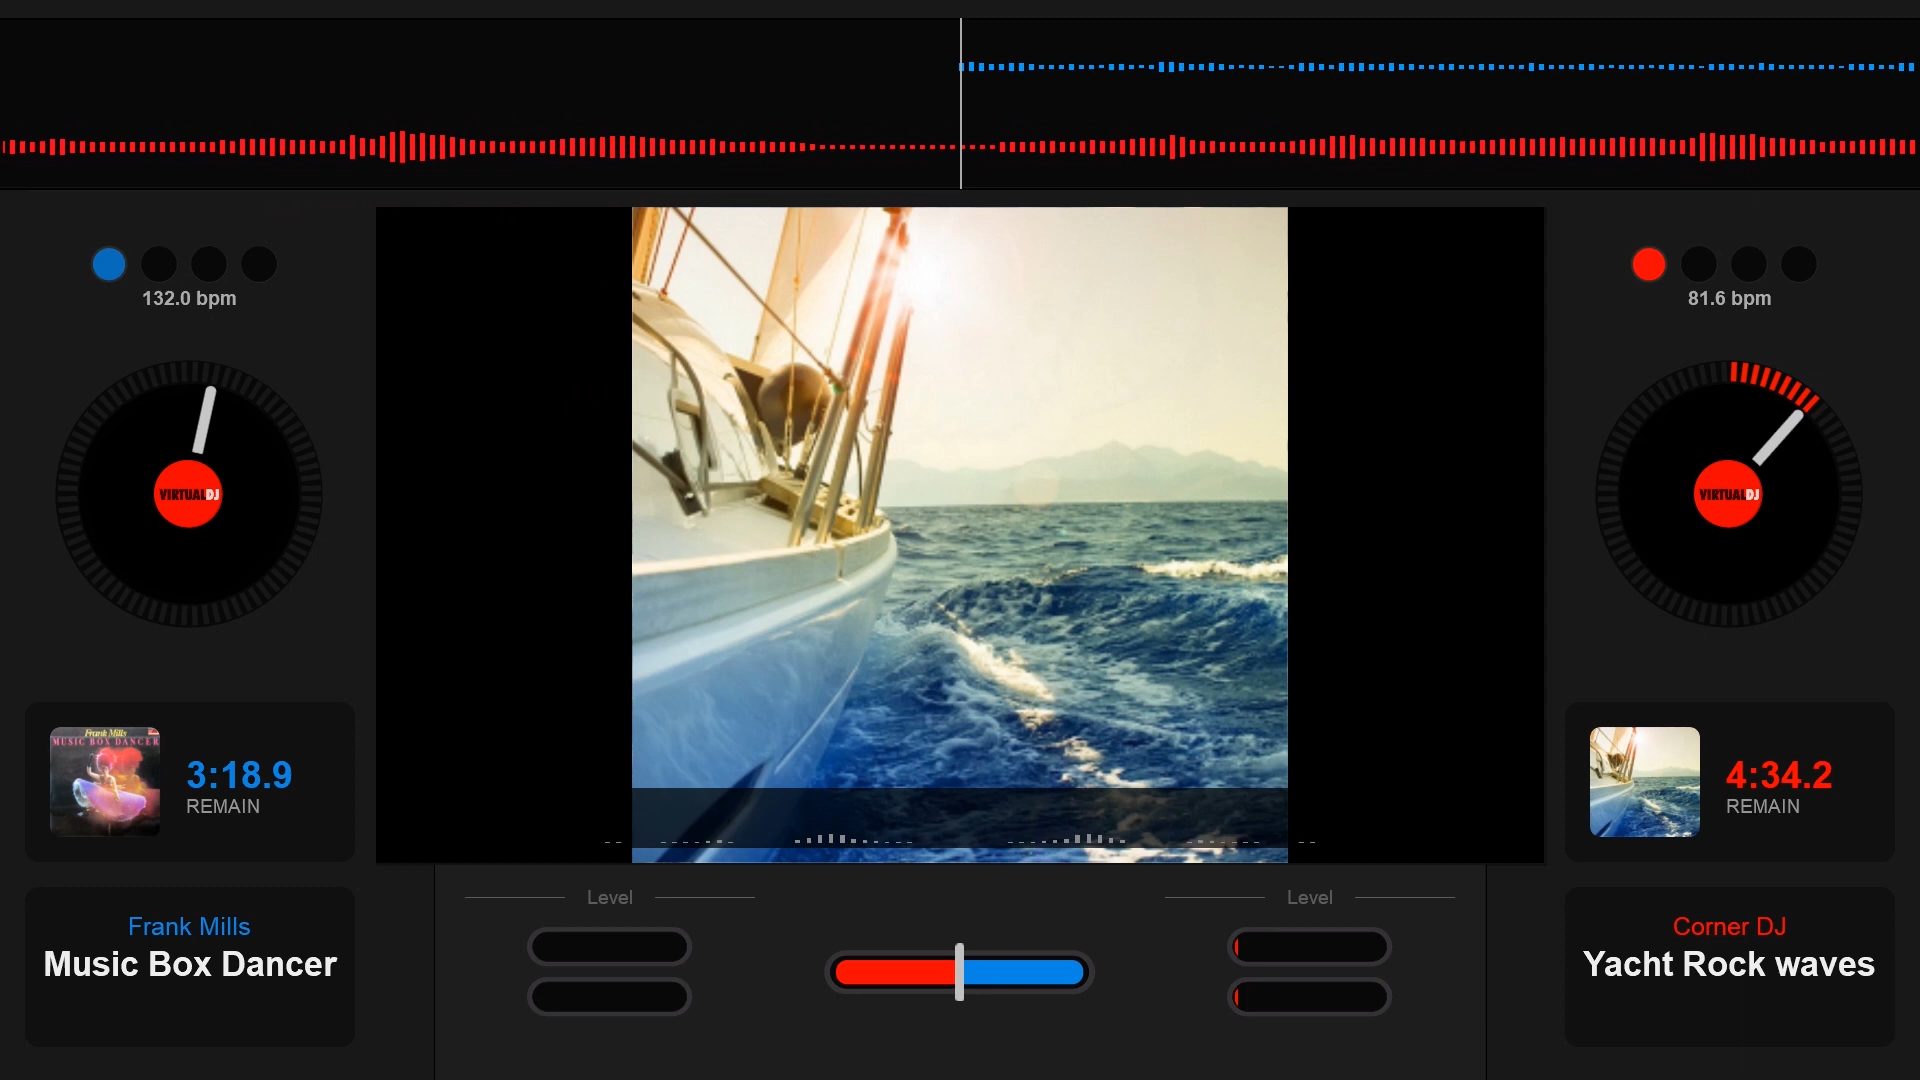 132.0 bpm
81.6 bpm
VIRTUALDJ
VIRTUALDJ
Frank Mills
MUSIC BOX DANCER
3:18.9
REMAIN
4:34.2
REMAIN
Level
Level
Frank Mills
Music Box Dancer
Corner DJ
Yacht Rock waves